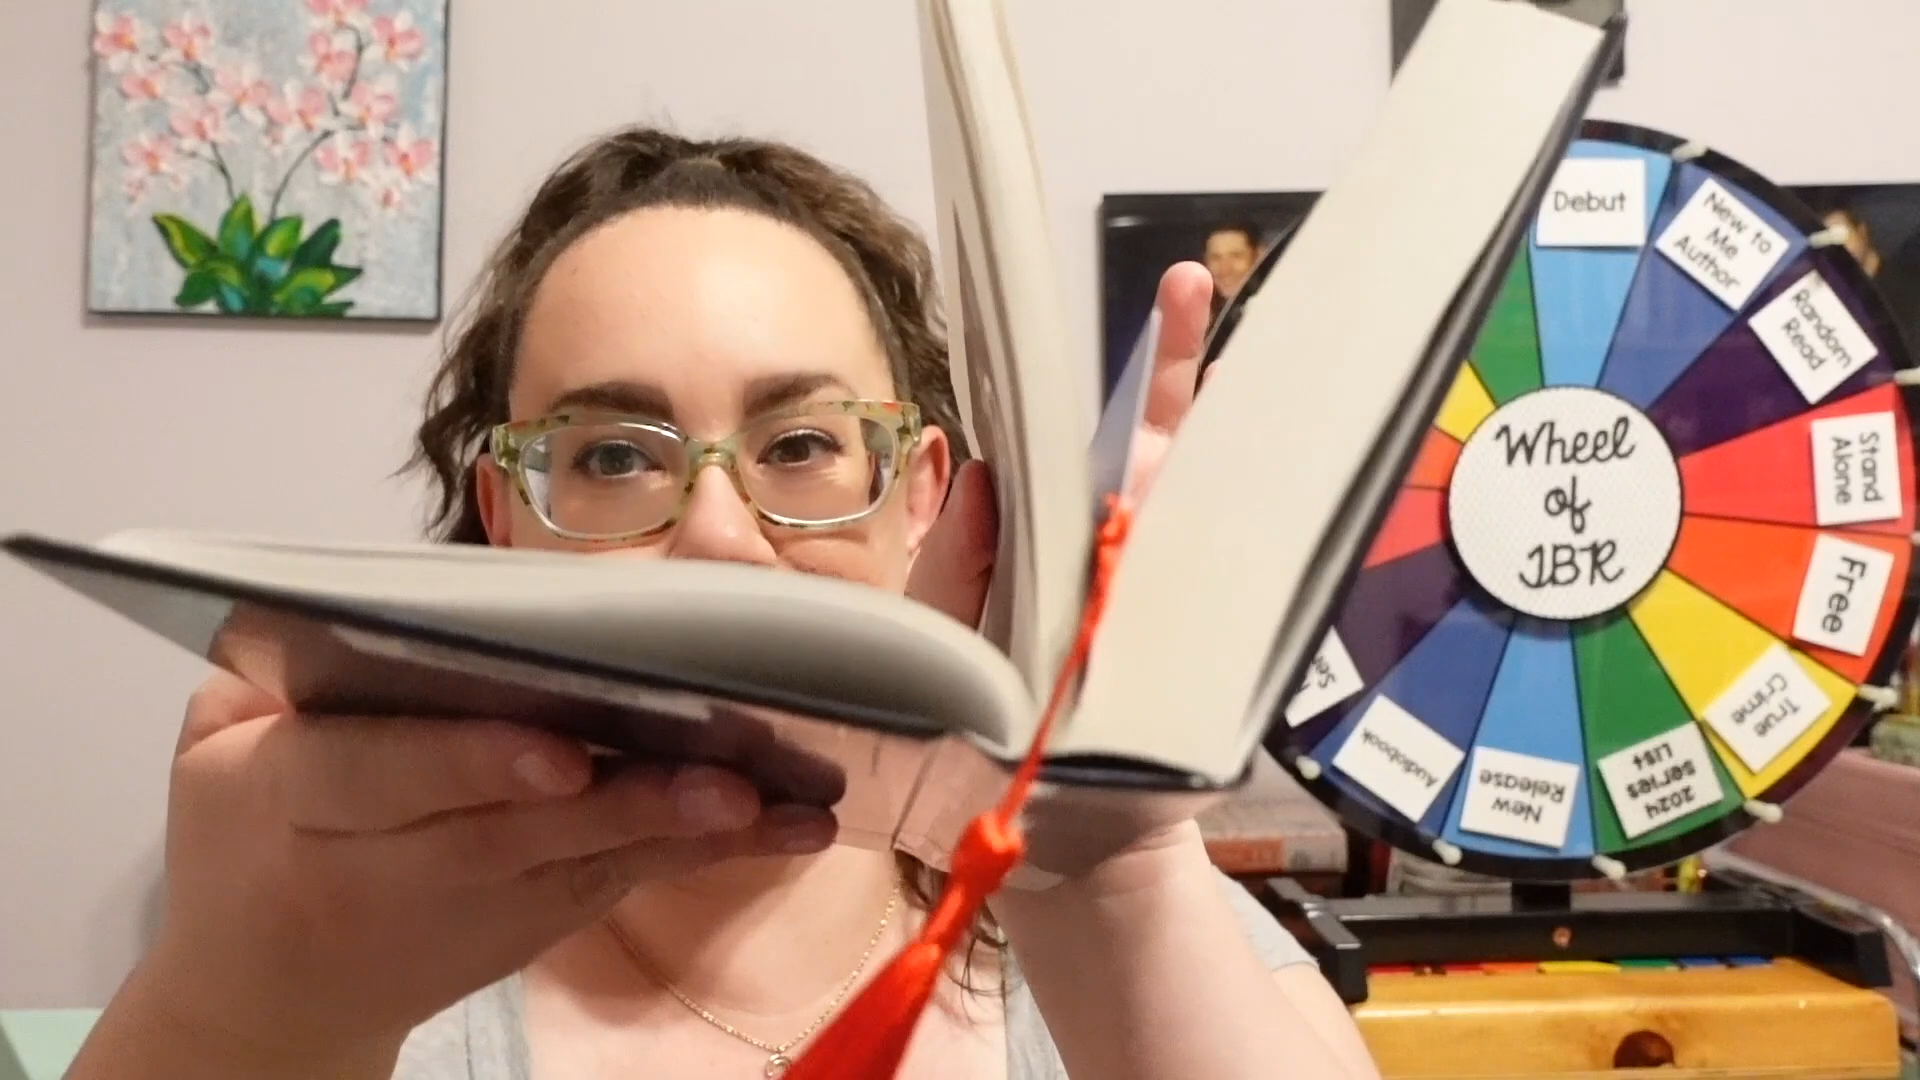 Debut
New to
Me
Author
Random
Read
Stand
Alone
Free
True
Crime
2024
series
List
New
Release
Audiobook
Wheel
of
TBR